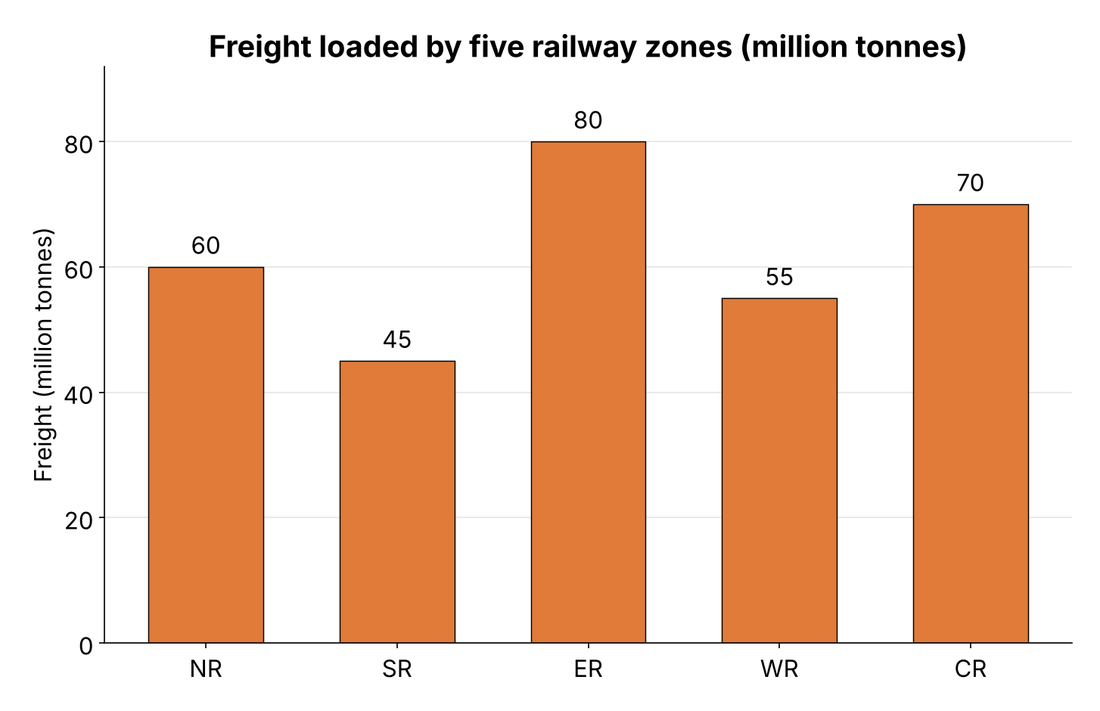 Freight loaded by five railway zones (million tonnes)
Freight (million tonnes)
80
60
40
20
0
60
45
80
55
70
NR
SR
ER
WR
CR